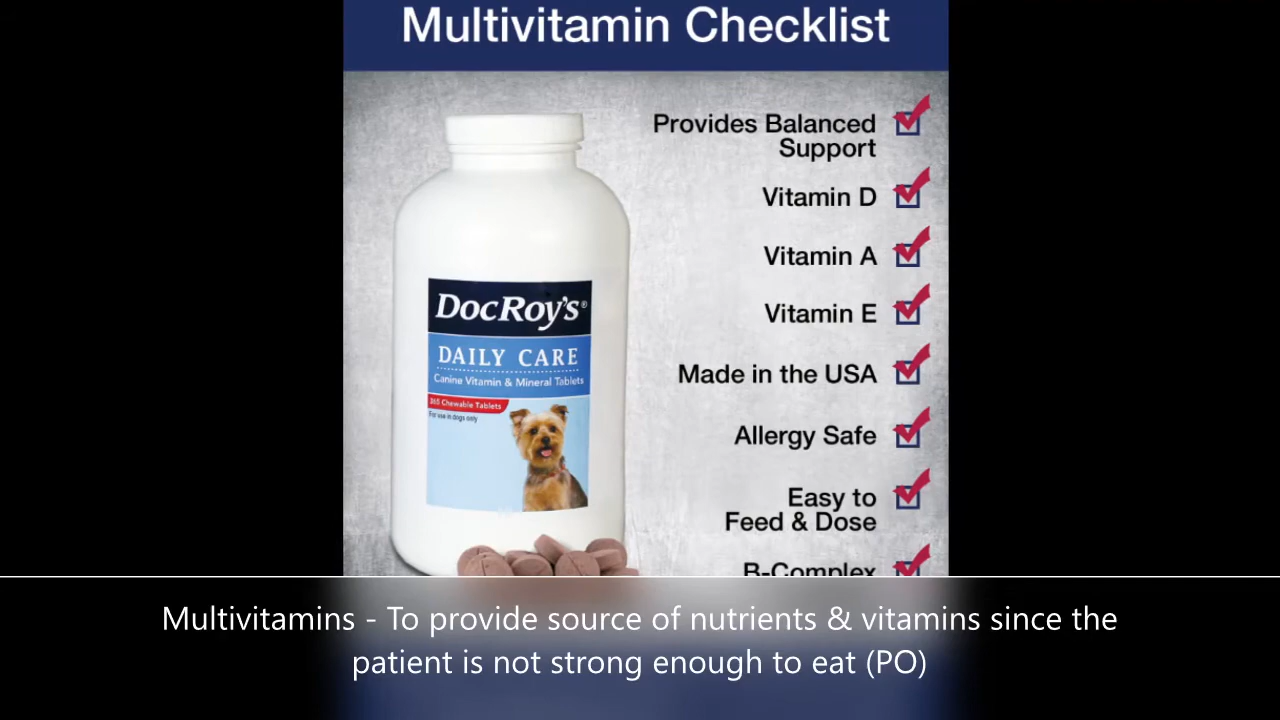 Multivitamin Checklist
Provides Balanced
Support
Vitamin D
Vitamin A
Vitamin E
Made in the USA
Allergy Safe
Easy to
Feed & Dose
B-Complex
DocRoy's®
DAILY CARE
Canine Vitamin & Mineral Tablets
365 Chewable Tablets
For use in dogs only
Multivitamins - To provide source of nutrients & vitamins since the
patient is not strong enough to eat (PO)